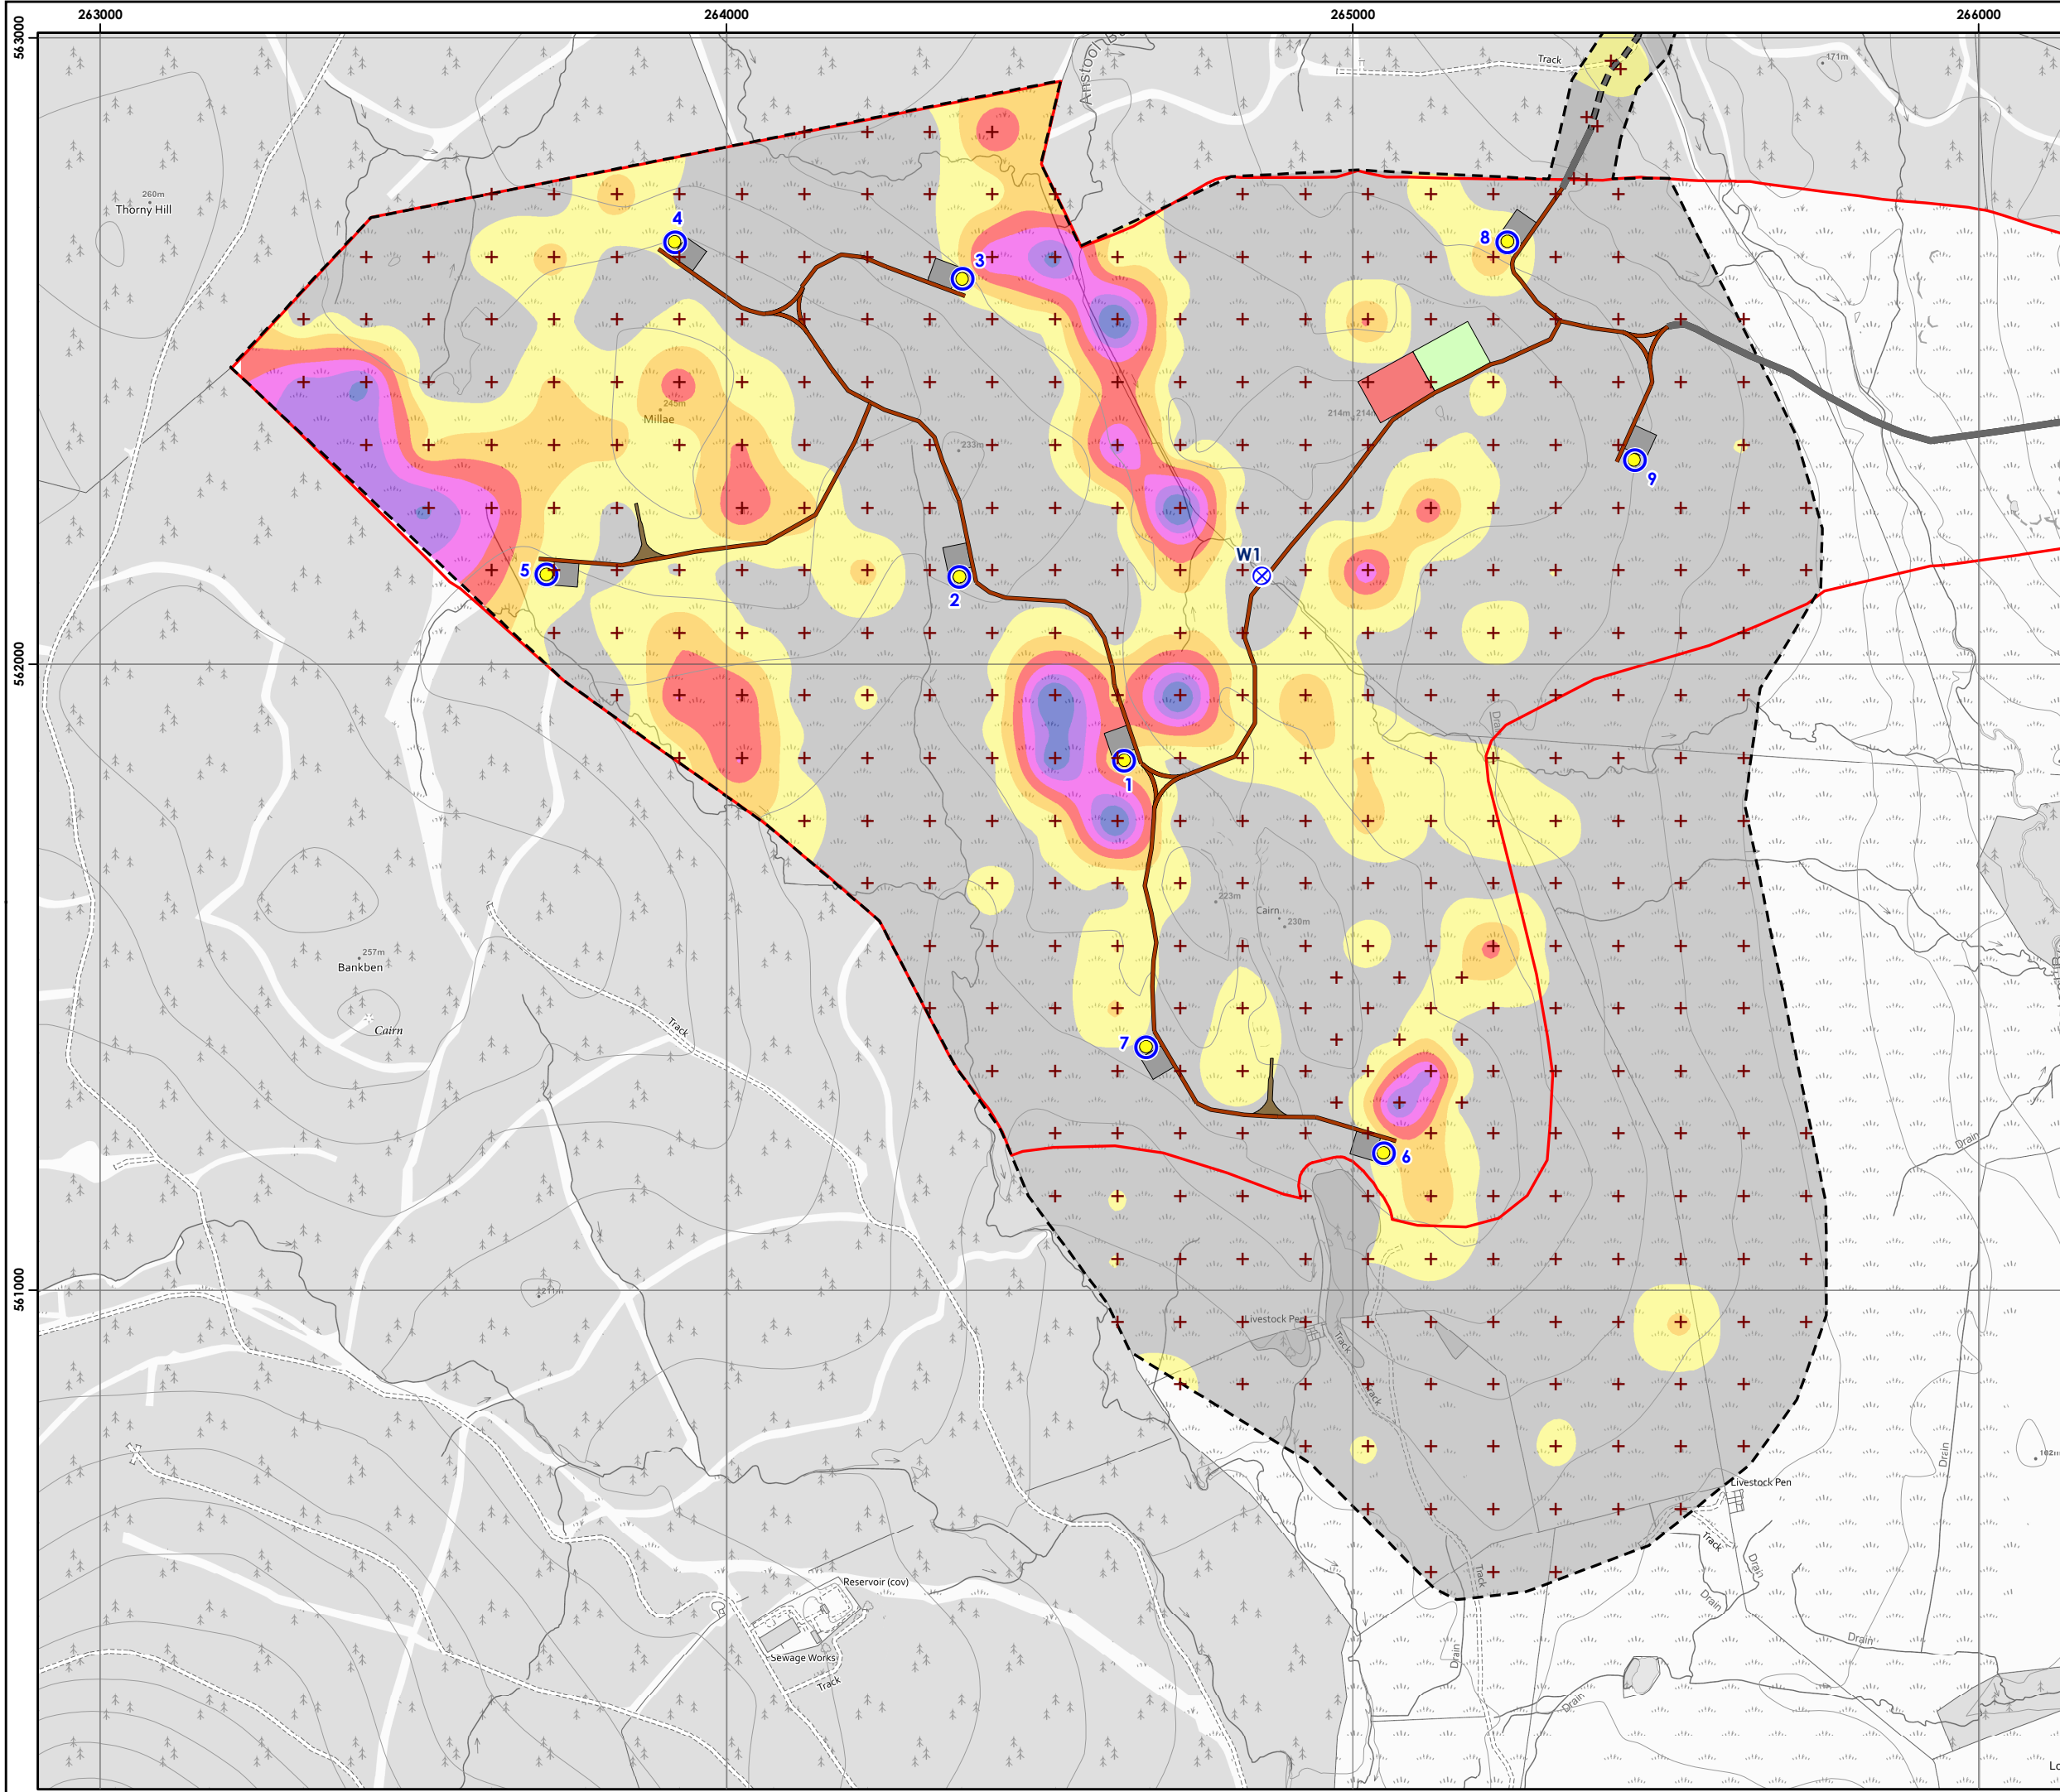 263000
264000
265000
266000
563000
562000
561000
Track
171m
260m
Thorny Hill
4
3
8
245m
Millae
233m
214m
214m
9
5
2
W1
1
Drain
223m
Cairn
230m
257m
Bankben
Cairn
Track
7
6
Drain
211m
Livestock Pen
Track
Track
Drain
Livestock Pen
Track
Drain
Drain
Track
Drain
Drain
Drain
Reservoir (cov)
Sewage Works
Track